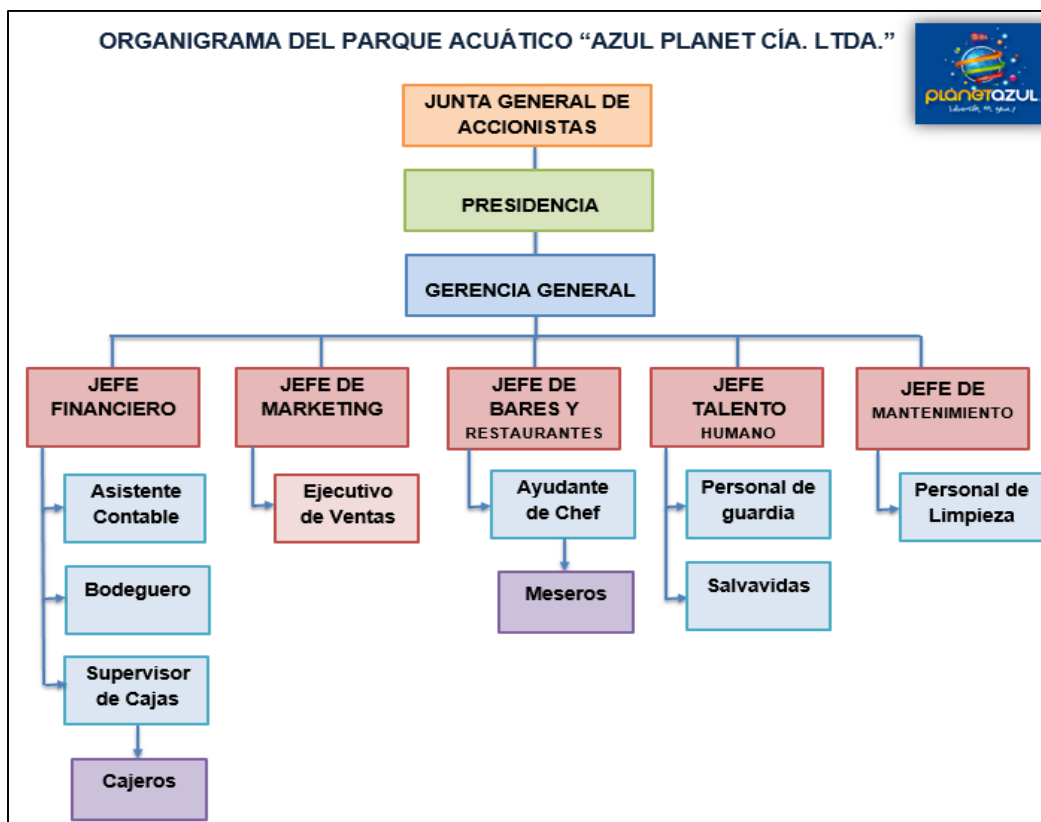 ORGANIGRAMA DEL PARQUE ACUÁTICO “AZUL PLANET CÍA. LTDA.”
planetazul
JUNTA GENERAL DE
ACCIONISTAS
PRESIDENCIA
GERENCIA GENERAL
JEFE
FINANCIERO
JEFE DE
MARKETING
JEFE DE
BARES Y
RESTAURANTES
JEFE
TALENTO
HUMANO
JEFE DE
MANTENIMIENTO
Asistente
Contable
Bodeguero
Supervisor
de Cajas
Cajeros
Ejecutivo
de Ventas
Ayudante
de Chef
Meseros
Personal de
guardia
Salvavidas
Personal de
Limpieza